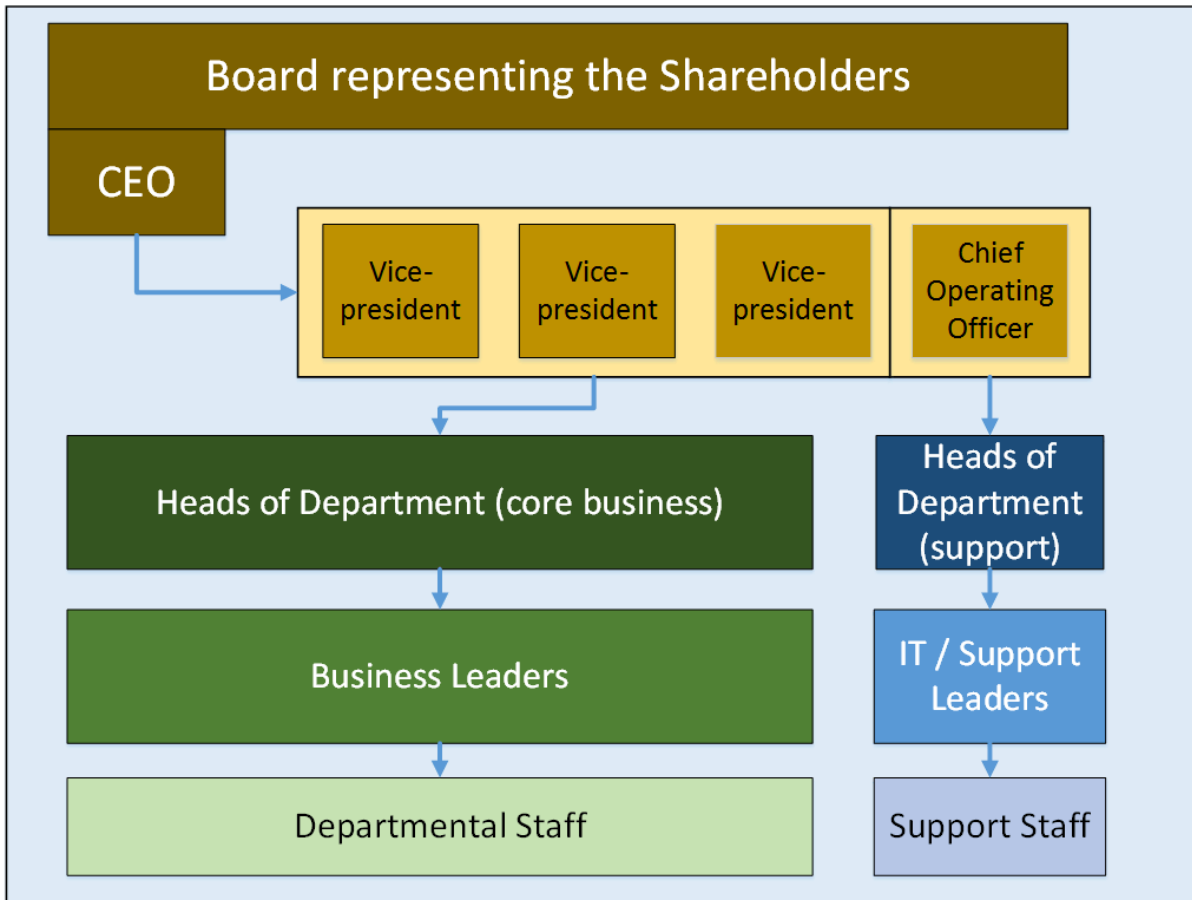 Board representing the Shareholders
CEO
Vice-
president
Vice-
president
Vice-
president
Chief
Operating
Officer
Heads of Department (core business)
Heads of
Department
(support)
Business Leaders
IT / Support
Leaders
Departmental Staff
Support Staff